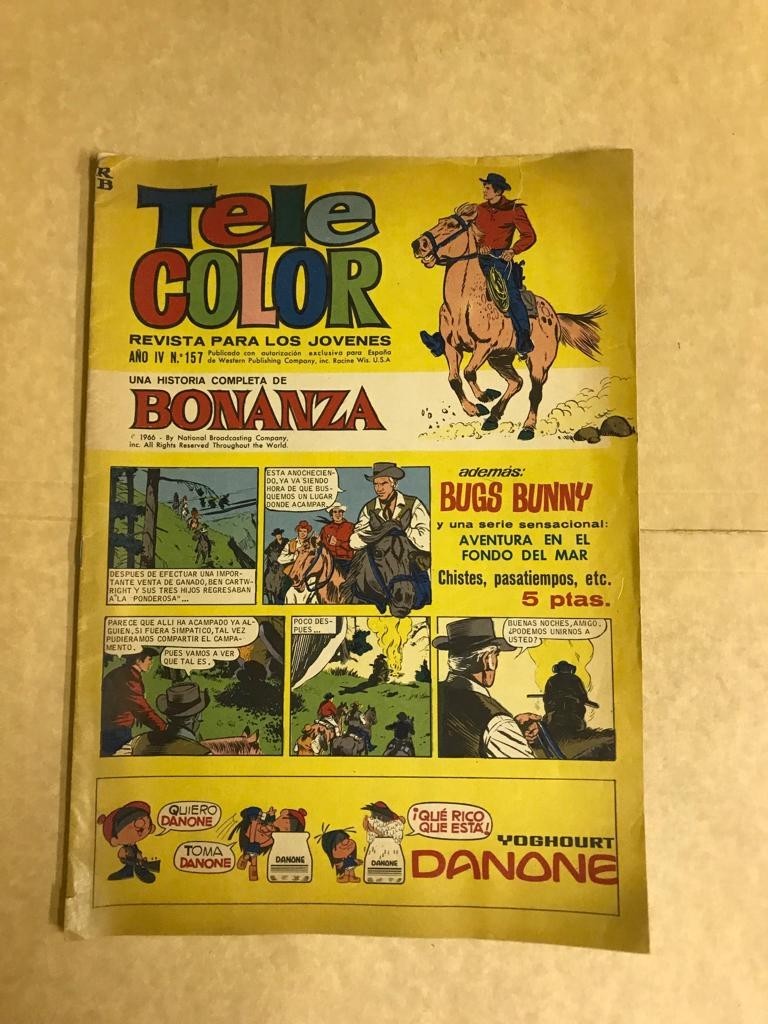 RB
Tele
COLOR
REVISTA PARA LOS JOVENES
AÑO IV N.º 157 Publicado con autorización exclusiva para España
de Western Publishing Company, inc. Racine Wis. U.S.A
UNA HISTORIA COMPLETA DE
BONANZA
© 1966 - By National Broadcasting Company,
inc. All Rights Reserved Throughout the World.
DESPUES DE EFECTUAR UNA IMPOR-
TANTE VENTA DE GANADO, BEN CARTW-
RIGHT Y SUS TRES HIJOS REGRESABAN
A "LA "PONDEROSA"...
ESTA ANOCHECIEN-
DO, YA VA SIENDO
HORA DE QUE BUS-
QUEMOS UN LUGAR
DONDE ACAMPAR.
además:
BUGS BUNNY
y una serie sensacional:
AVENTURA EN EL
FONDO DEL MAR
Chistes, pasatiempos, etc.
5 ptas.
PARECE QUE ALLI HA ACAMPADO YA AL-
GUIEN, SI FUERA SIMPATICO, TAL VEZ
PUDIERAMOS COMPARTIR EL CAMPA-
MENTO.
PUES VAMOS A VER
QUE TAL ES.
POCO DES-
PUES...
BUENAS NOCHES, AMIGO.
¿PODEMOS UNIRNOS A
USTED?
QUIERO
DANONE
TOMA
DANONE
DANONE
DANONE
¡QUÉ RICO
QUE ESTÁ!
YOGHOURT
DANONE